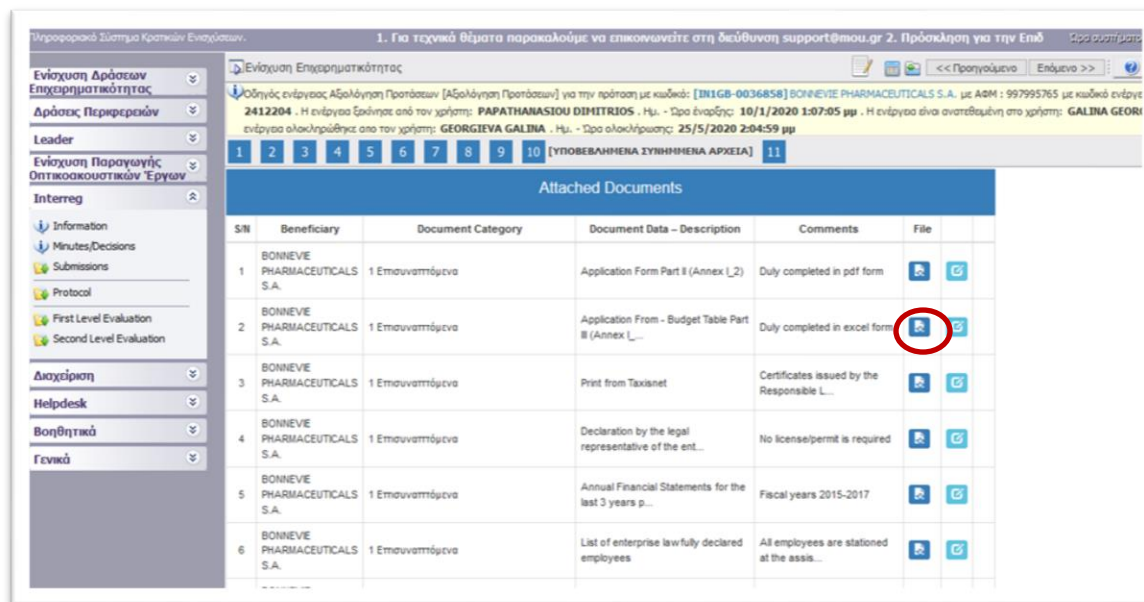 Πληροφοριακό Σύστημα Κρατικών Ενισχύσεων.
1. Για τεχνικά θέματα παρακαλούμε να επικοινωνείτε στη διεύθυνση support@mou.gr 2. Πρόσκληση για την Επιδ
Ώρα συστήματο
Ενίσχυση Δράσεων
Επιχειρηματικότητας
Δράσεις Περιφερειών
Leader
Ενίσχυση Παραγωγής
Οπτικοακουστικών Έργων
Interreg
Information
Minutes/Decisions
Submissions
Protocol
First Level Evaluation
Second Level Evaluation
Διαχείριση
Helpdesk
Βοηθητικά
Γενικά
Ενίσχυση Επιχειρηματικότητας
<< Προηγούμενο Επόμενο >>
Οδηγός ενέργειας Αξιολόγηση Προτάσεων [Αξιολόγηση Προτάσεων] για την πρόταση με κωδικό: [IN1GB-0036858] BONNEVIE PHARMACEUTICALS S.A. με ΑΦΜ : 997995765 με κωδικό ενέργε
2412204 . Η ενέργεια ξεκίνησε από τον χρήστη: PAPATHANASIOU DIMITRIOS . Ημ. - Ώρα έναρξης: 10/1/2020 1:07:05 μμ . Η ενέργεια είναι ανατεθειμένη στο χρήστη: GALINA GEOR
ενέργεια ολοκληρώθηκε απο τον χρήστη: GEORGIEVA GALINA . Ημ. - Ώρα ολοκλήρωσης: 25/5/2020 2:04:59 μμ
1 2 3 4 5 6 7 8 9 10 [ΥΠΟΒΕΒΛΗΜΕΝΑ ΣΥΝΗΜΜΕΝΑ ΑΡΧΕΙΑ] 11
Attached Documents
S/N Beneficiary Document Category Document Data – Description Comments File
BONNEVIE
PHARMACEUTICALS
S.A.
1 1 Επισυναπτόμενα Application Form Part II (Annex I_2) Duly completed in pdf form
BONNEVIE
PHARMACEUTICALS
S.A.
2 1 Επισυναπτόμενα Application From - Budget Table Part
III (Annex I_... Duly completed in excel form
BONNEVIE
PHARMACEUTICALS
S.A.
3 1 Επισυναπτόμενα Print from Taxisnet Certificates issued by the
Responsible L...
BONNEVIE
PHARMACEUTICALS
S.A.
4 1 Επισυναπτόμενα Declaration by the legal
representative of the ent... No license/permit is required
BONNEVIE
PHARMACEUTICALS
S.A.
5 1 Επισυναπτόμενα Annual Financial Statements for the
last 3 years p... Fiscal years 2015-2017
BONNEVIE
PHARMACEUTICALS
S.A.
6 1 Επισυναπτόμενα List of enterprise lawfully declared
employees All employees are stationed
at the assis...